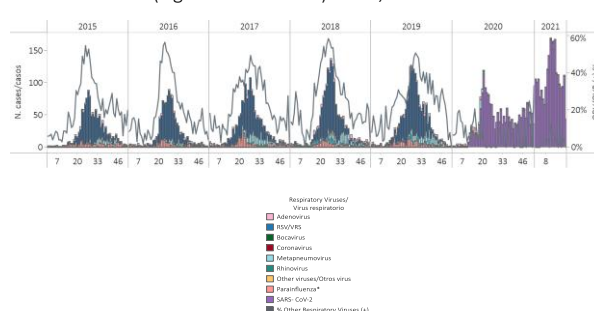 2015 2016 2017 2018 2019 2020 2021
150 60%
100 40%
50 20%
0 0%
N. cases/casos
7 20 33 46 7 20 33 46 7 20 33 46 7 20 33 46 7 20 33 46 7 20 33 46 8
Respiratory Viruses/
Virus respiratorio
Adenovirus
RSV/VRS
Bocavirus
Coronavirus
Metapneumovirus
Rhinovirus
Other viruses/Otros virus
Parainfluenza*
SARS- CoV-2
% Other Respiratory Viruses (+)